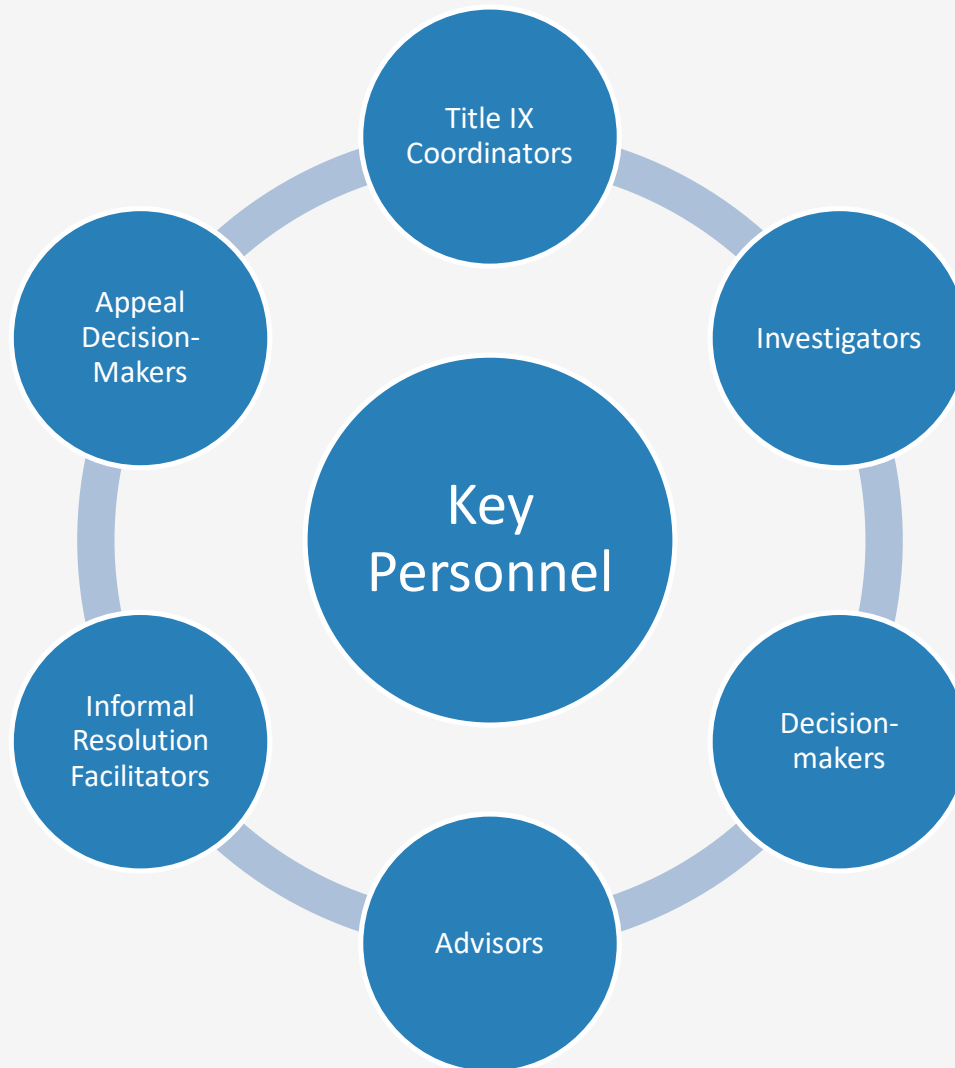 Title IX
Coordinators
Investigators
Decision-
makers
Advisors
Informal
Resolution
Facilitators
Appeal
Decision-
Makers
Key
Personnel